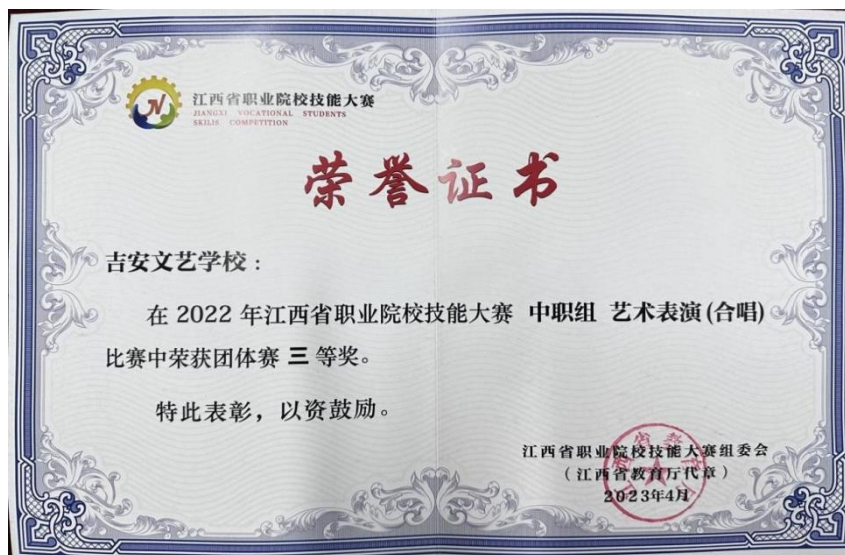 江西省职业院校技能大赛
JIANGXI VOCATIONAL STUDENTS
SKILLS COMPETITION
荣誉证书
吉安文艺学校：
在2022年江西省职业院校技能大赛 中职组 艺术表演(合唱)
比赛中荣获团体赛 三 等奖。
特此表彰，以资鼓励。
江西省职业院校技能大赛组委会
（江西省教育厅代章）
2023年4月